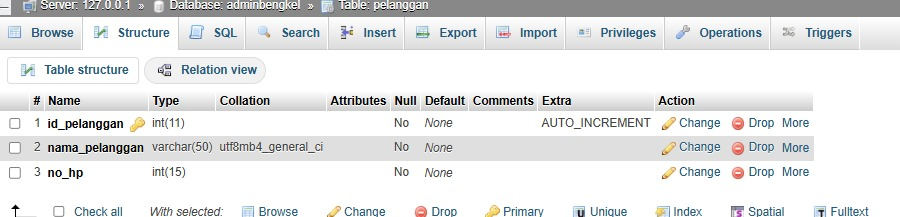 Server: 127.0.0.1 » Database: adminbengkel » Table: pelanggan
Browse Structure SQL Search Insert Export Import Privileges Operations Triggers
Table structure Relation view
# Name Type Collation Attributes Null Default Comments Extra Action
1 id_pelanggan int(11) No None AUTO_INCREMENT Change Drop More
2 nama_pelanggan varchar(50) utf8mb4_general_ci No None Change Drop More
3 no_hp int(15) No None Change Drop More
Check all With selected: Browse Change Drop Primary Unique Index Spatial Fulltext